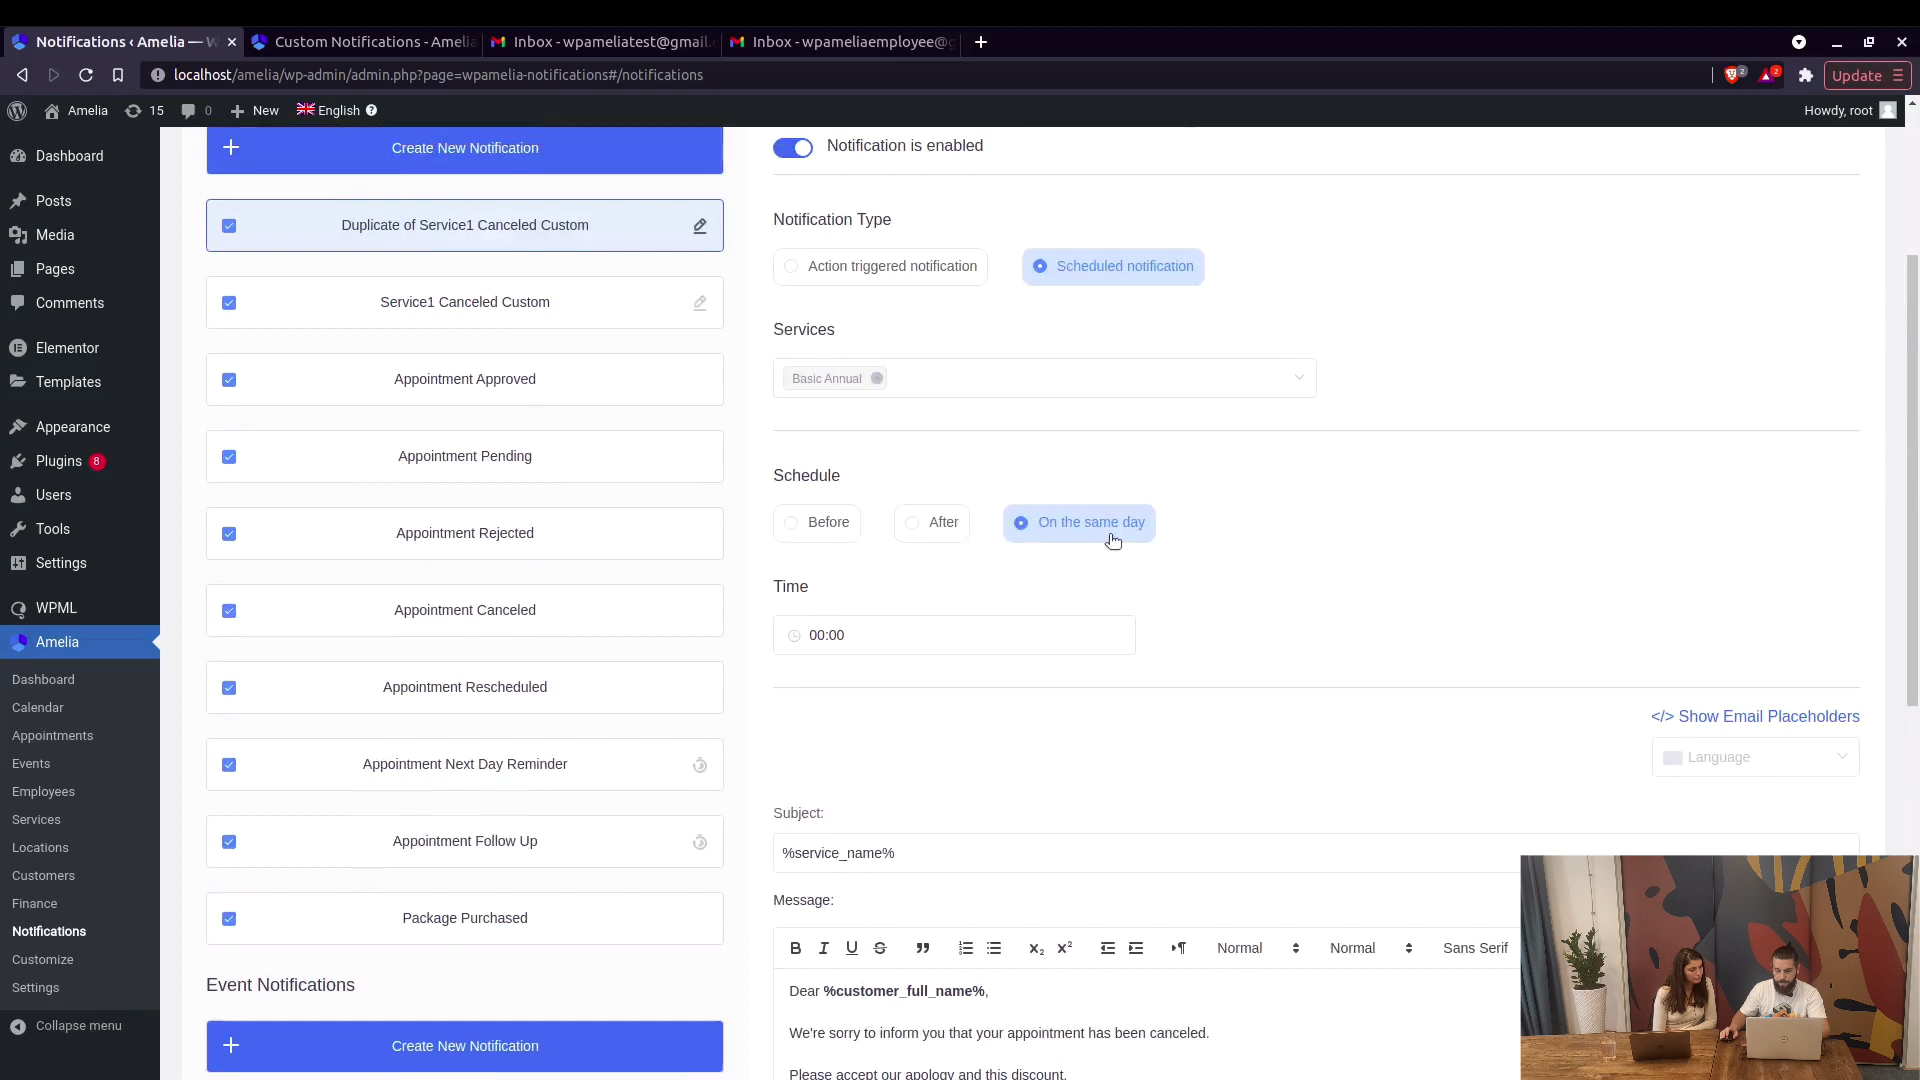 Notifications ‹ Amelia — W
Custom Notifications - Amelia
Inbox - wpameliatest@gmail.
Inbox - wpameliaemployee@g
localhost/amelia/wp-admin/admin.php?page=wpamelia-notifications#/notifications
2
2
Update
Amelia
15
0
New
English
Howdy, root
Dashboard
Posts
Media
Pages
Comments
Elementor
Templates
Appearance
Plugins 8
Users
Tools
Settings
WPML
Amelia
Dashboard
Calendar
Appointments
Events
Employees
Services
Locations
Customers
Finance
Notifications
Customize
Settings
Collapse menu
Create New Notification
Duplicate of Service1 Canceled Custom
Service1 Canceled Custom
Appointment Approved
Appointment Pending
Appointment Rejected
Appointment Canceled
Appointment Rescheduled
Appointment Next Day Reminder
Appointment Follow Up
Package Purchased
Event Notifications
Create New Notification
Notification is enabled
Notification Type
Action triggered notification
Scheduled notification
Services
Basic Annual
Schedule
Before
After
On the same day
Time
00:00
</> Show Email Placeholders
Language
Subject:
%service_name%
Message:
Normal
Normal
Sans Serif
Dear %customer_full_name%,
We're sorry to inform you that your appointment has been canceled.
Please accept our apology and this discount.